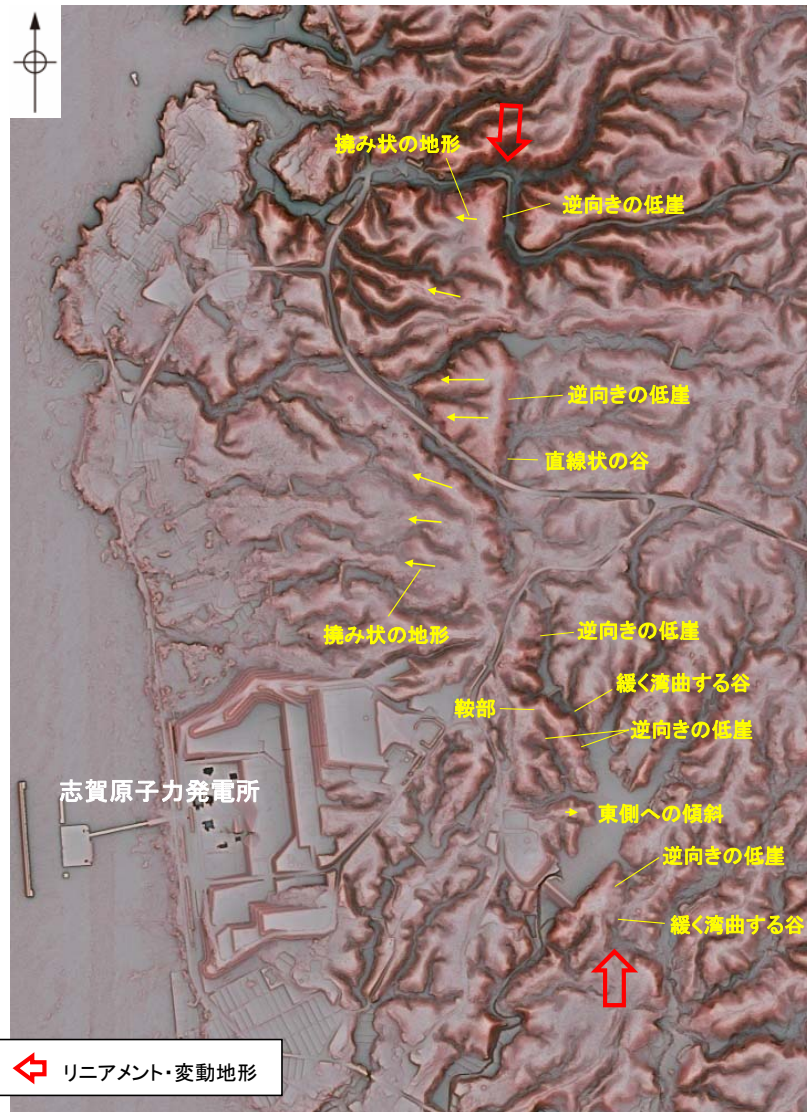 撓み状の地形
逆向きの低崖
逆向きの低崖
直線状の谷
撓み状の地形
逆向きの低崖
緩く湾曲する谷
鞍部
逆向きの低崖
志賀原子力発電所
東側への傾斜
逆向きの低崖
緩く湾曲する谷
リニアメント・変動地形